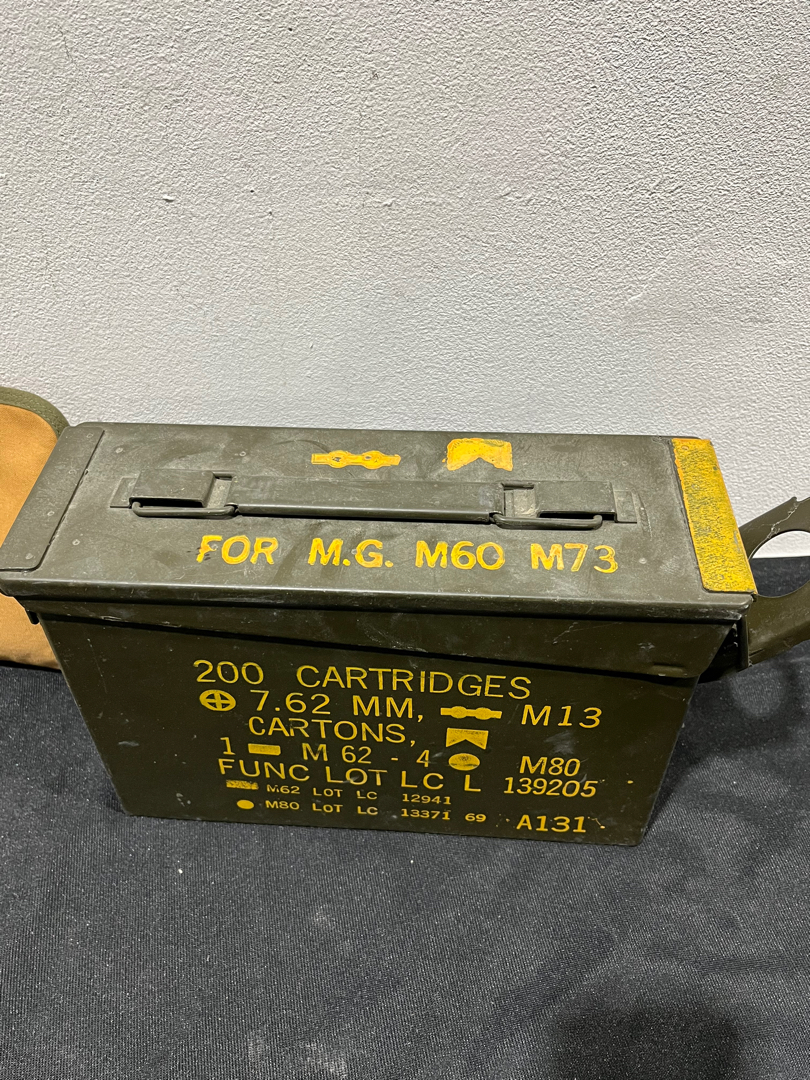 FOR M.G. M60 M73
200 CARTRIDGES
7.62 MM, M13
CARTONS,
1 M 62 - 4 M80
FUNC LOT LC L 139205
M62 LOT LC 12941
M80 LOT LC 13371 69 A131